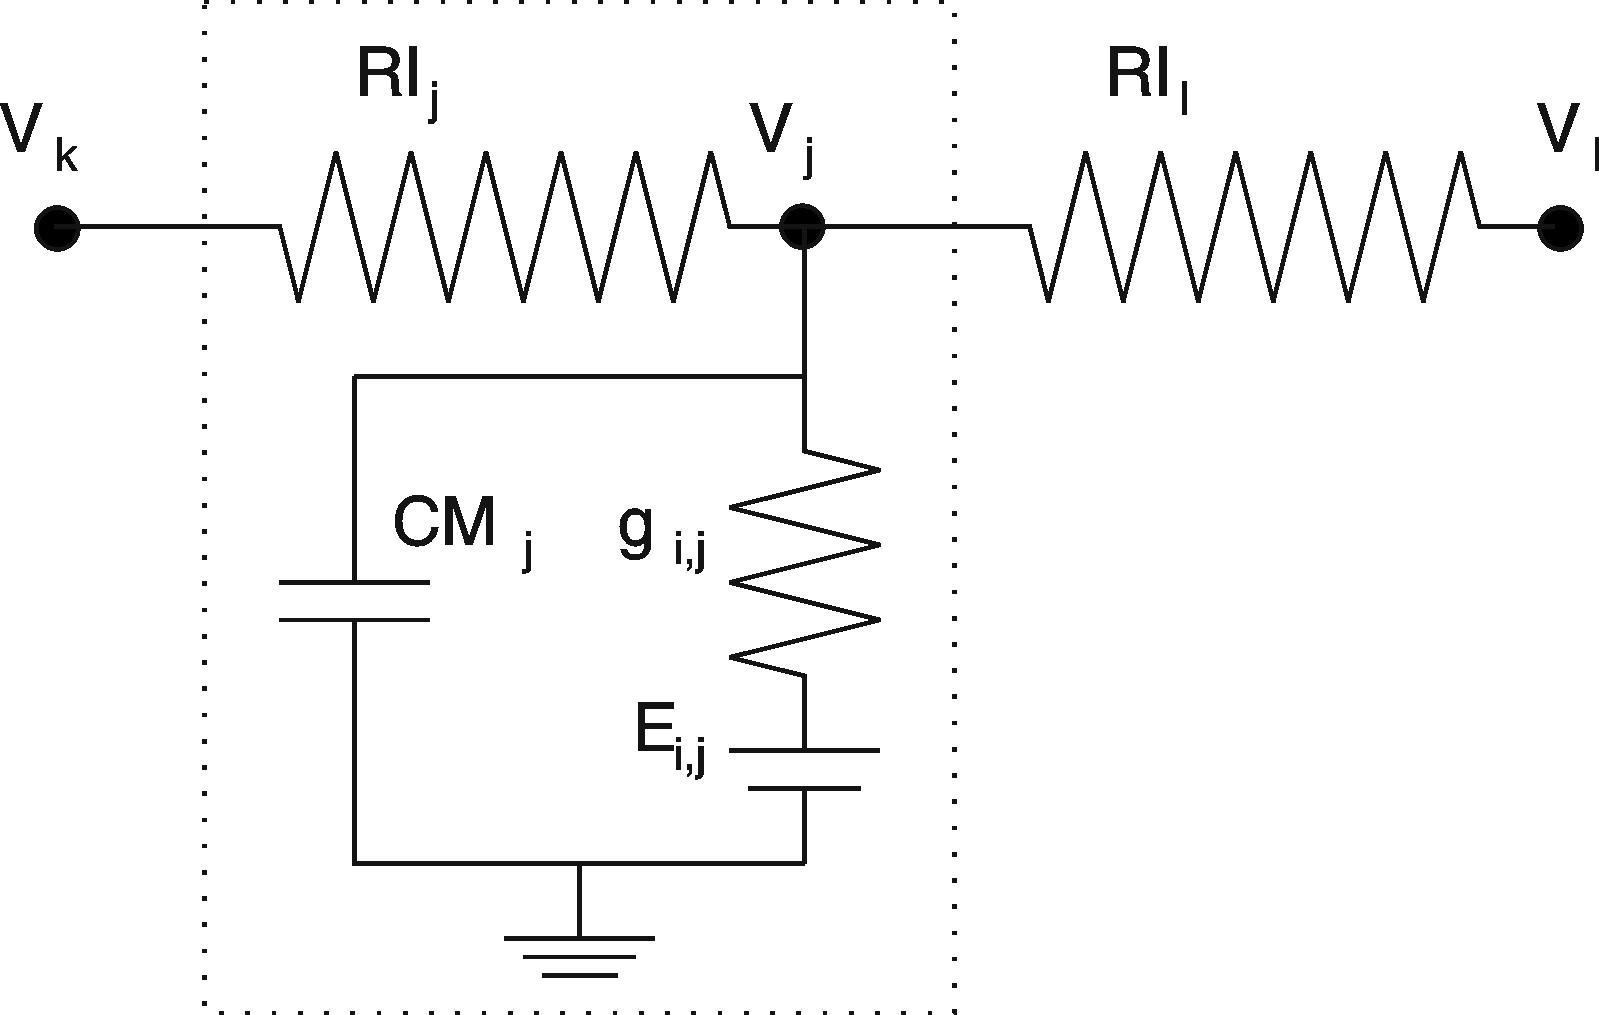 V k
RI j
V j
RI l
V l
CM j
g i,j
E i,j